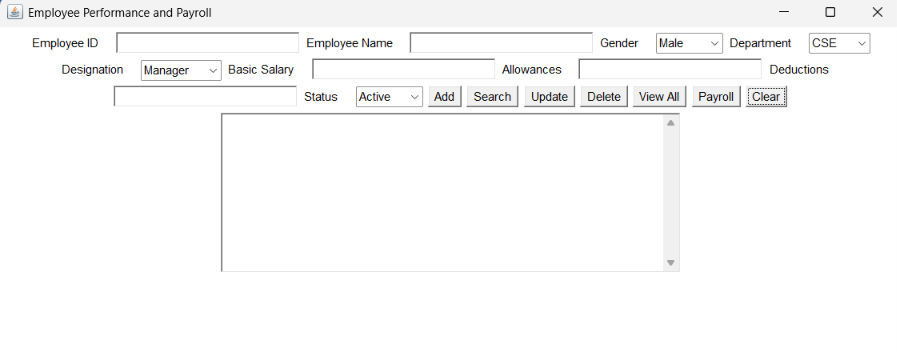 Employee Performance and Payroll
Employee ID Employee Name Gender Male Department CSE
Designation Manager Basic Salary Allowances Deductions
Status Active Add Search Update Delete View All Payroll Clear